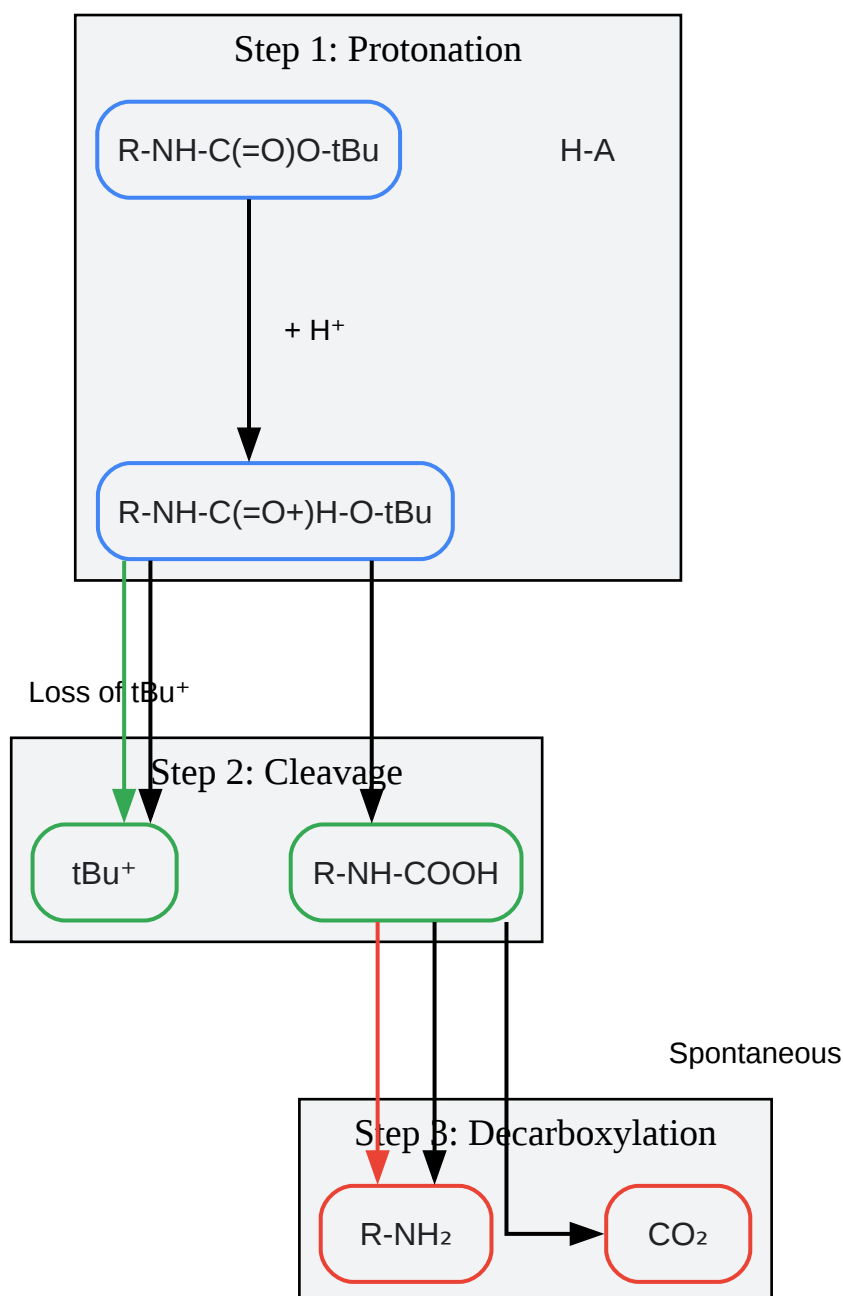 Step 1: Protonation
R-NH-C(=O)O-tBu
H-A
+ H⁺
R-NH-C(=O+)H-O-tBu
Loss of tBu⁺
Step 2: Cleavage
tBu⁺
R-NH-COOH
Spontaneous
Step 3: Decarboxylation
R-NH₂
CO₂